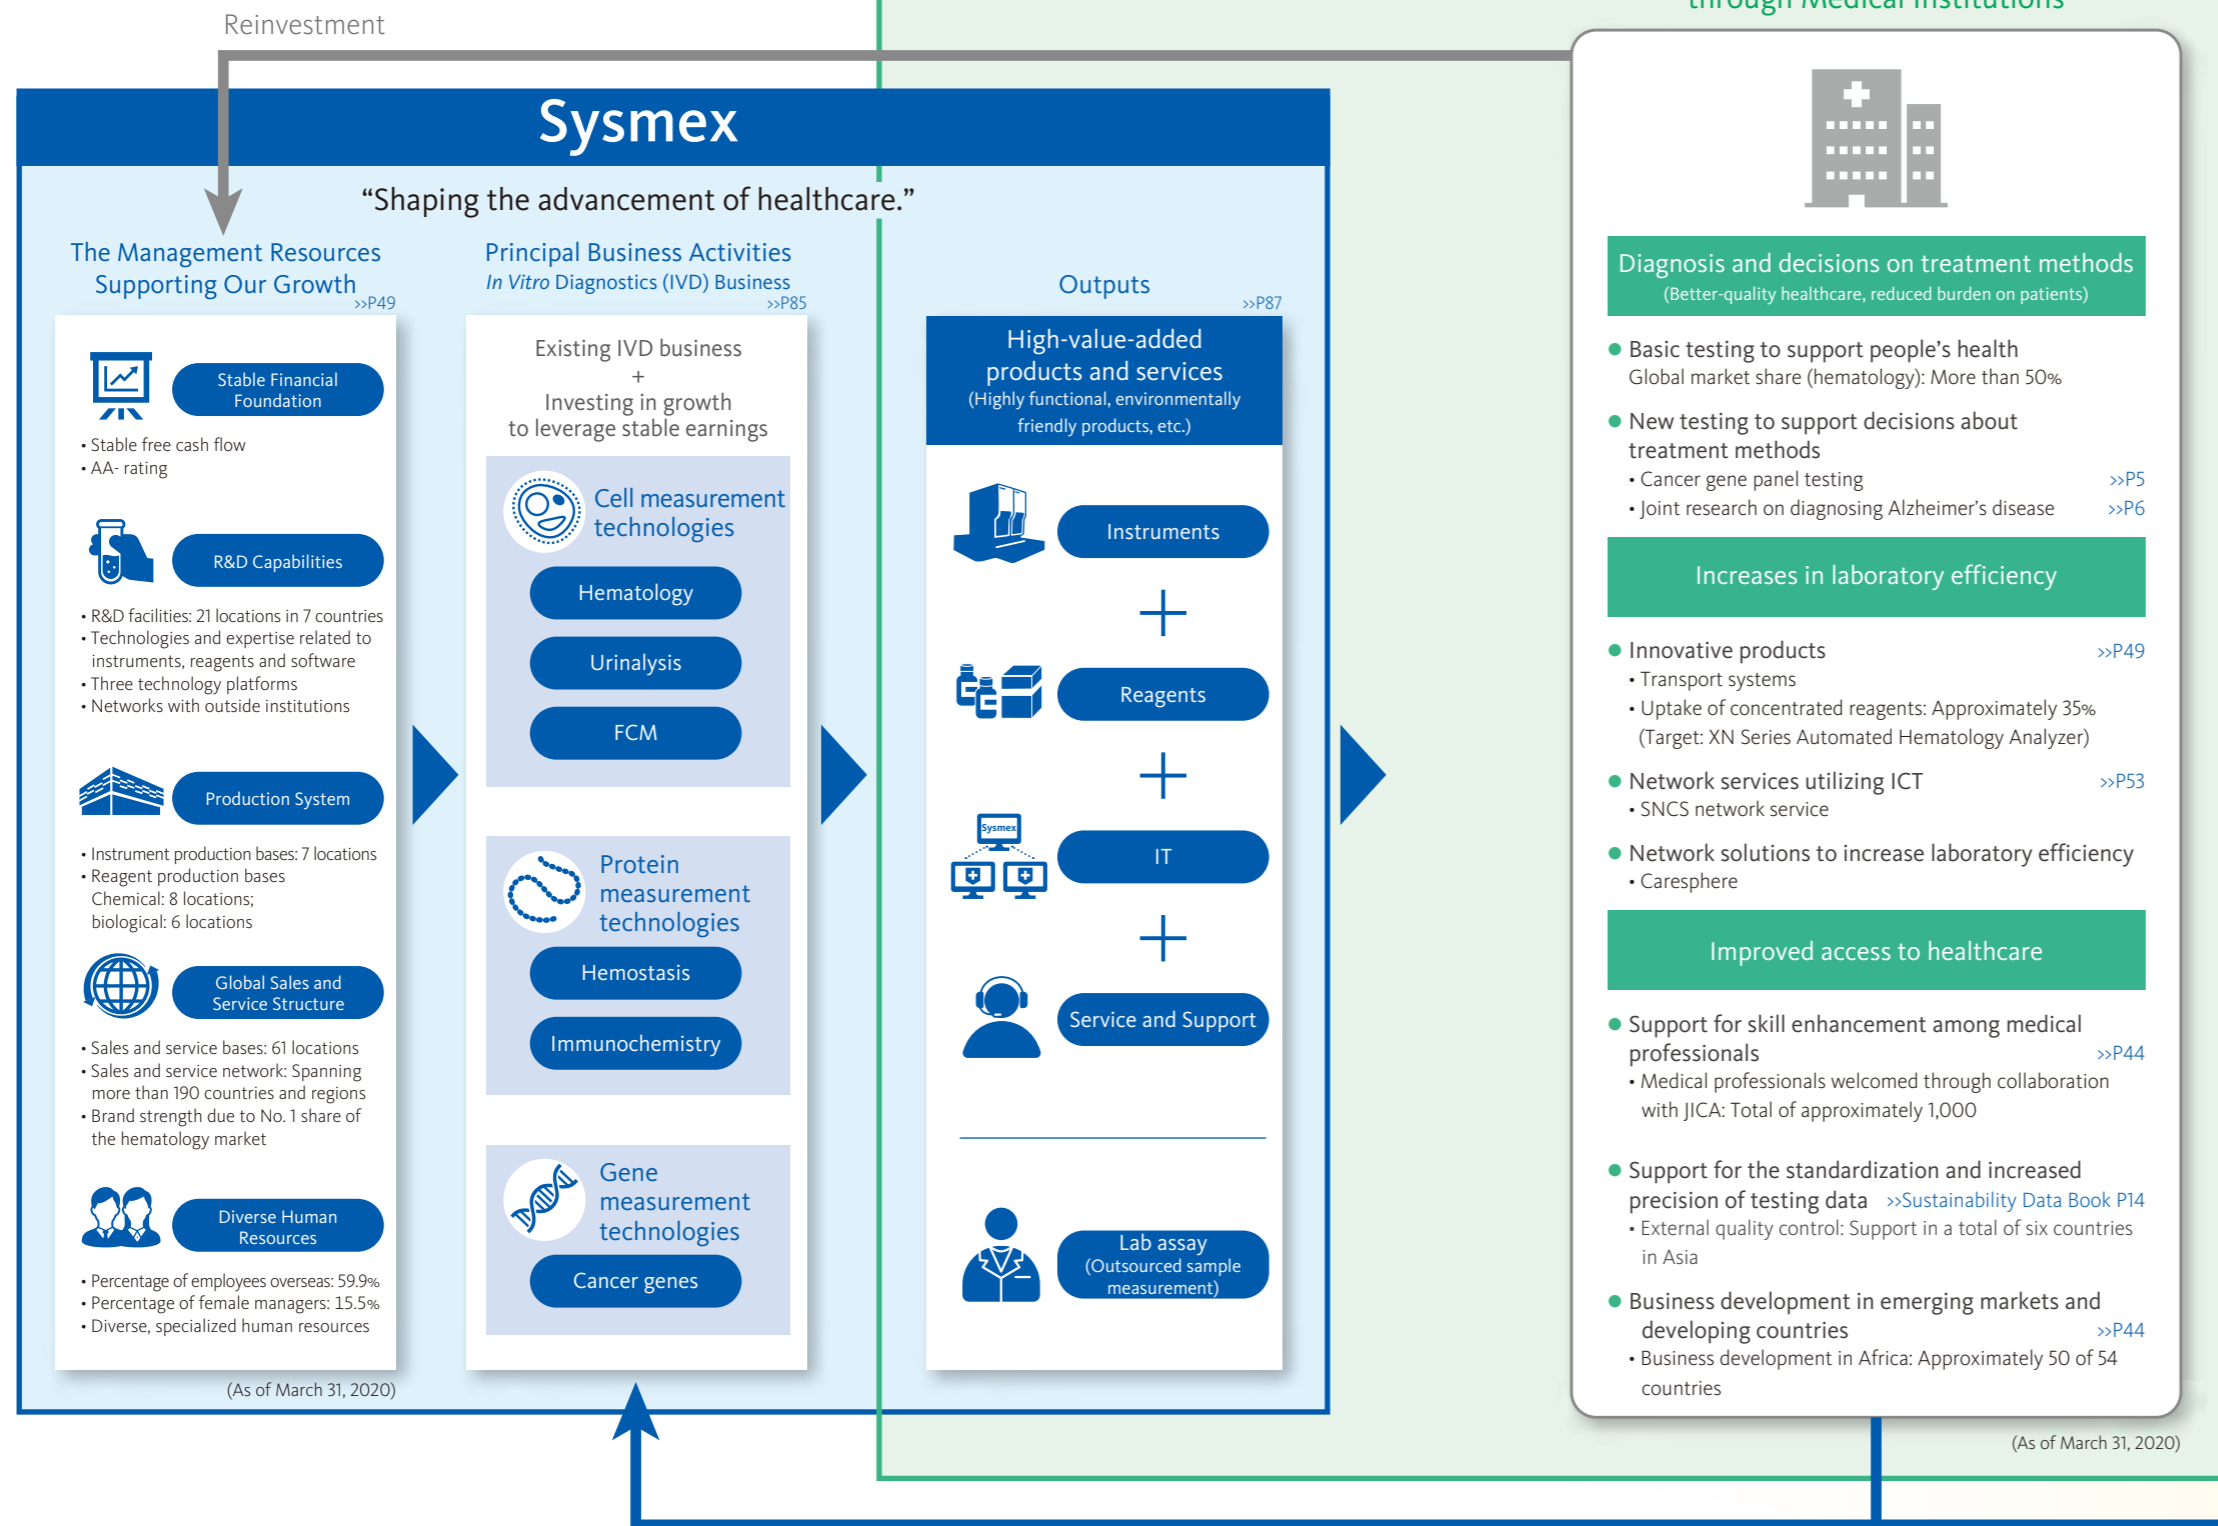 through Medical Institutions
Reinvestment
Sysmex
“Shaping the advancement of healthcare.”
The Management Resources
Supporting Our Growth
>>P49
Stable Financial
Foundation
• Stable free cash flow
• AA- rating
R&D Capabilities
• R&D facilities: 21 locations in 7 countries
• Technologies and expertise related to
instruments, reagents and software
• Three technology platforms
• Networks with outside institutions
Production System
• Instrument production bases: 7 locations
• Reagent production bases
Chemical: 8 locations;
biological: 6 locations
Global Sales and
Service Structure
• Sales and service bases: 61 locations
• Sales and service network: Spanning
more than 190 countries and regions
• Brand strength due to No. 1 share of
the hematology market
Diverse Human
Resources
• Percentage of employees overseas: 59.9%
• Percentage of female managers: 15.5%
• Diverse, specialized human resources
(As of March 31, 2020)
Principal Business Activities
In Vitro Diagnostics (IVD) Business
>>P85
Existing IVD business
+
Investing in growth
to leverage stable earnings
Cell measurement
technologies
Hematology
Urinalysis
FCM
Protein
measurement
technologies
Hemostasis
Immunochemistry
Gene
measurement
technologies
Cancer genes
Outputs
>>P87
High-value-added
products and services
(Highly functional, environmentally
friendly products, etc.)
Instruments
+
Reagents
+
Sysmex
IT
+
Service and Support
Lab assay
(Outsourced sample
measurement)
Diagnosis and decisions on treatment methods
(Better-quality healthcare, reduced burden on patients)
● Basic testing to support people’s health
Global market share (hematology): More than 50%
● New testing to support decisions about
treatment methods
• Cancer gene panel testing >>P5
• Joint research on diagnosing Alzheimer’s disease >>P6
Increases in laboratory efficiency
● Innovative products >>P49
• Transport systems
• Uptake of concentrated reagents: Approximately 35%
(Target: XN Series Automated Hematology Analyzer)
● Network services utilizing ICT >>P53
• SNCS network service
● Network solutions to increase laboratory efficiency
• Caresphere
Improved access to healthcare
● Support for skill enhancement among medical
professionals >>P44
• Medical professionals welcomed through collaboration
with JICA: Total of approximately 1,000
● Support for the standardization and increased
precision of testing data >>Sustainability Data Book P14
• External quality control: Support in a total of six countries
in Asia
● Business development in emerging markets and
developing countries >>P44
• Business development in Africa: Approximately 50 of 54
countries
(As of March 31, 2020)